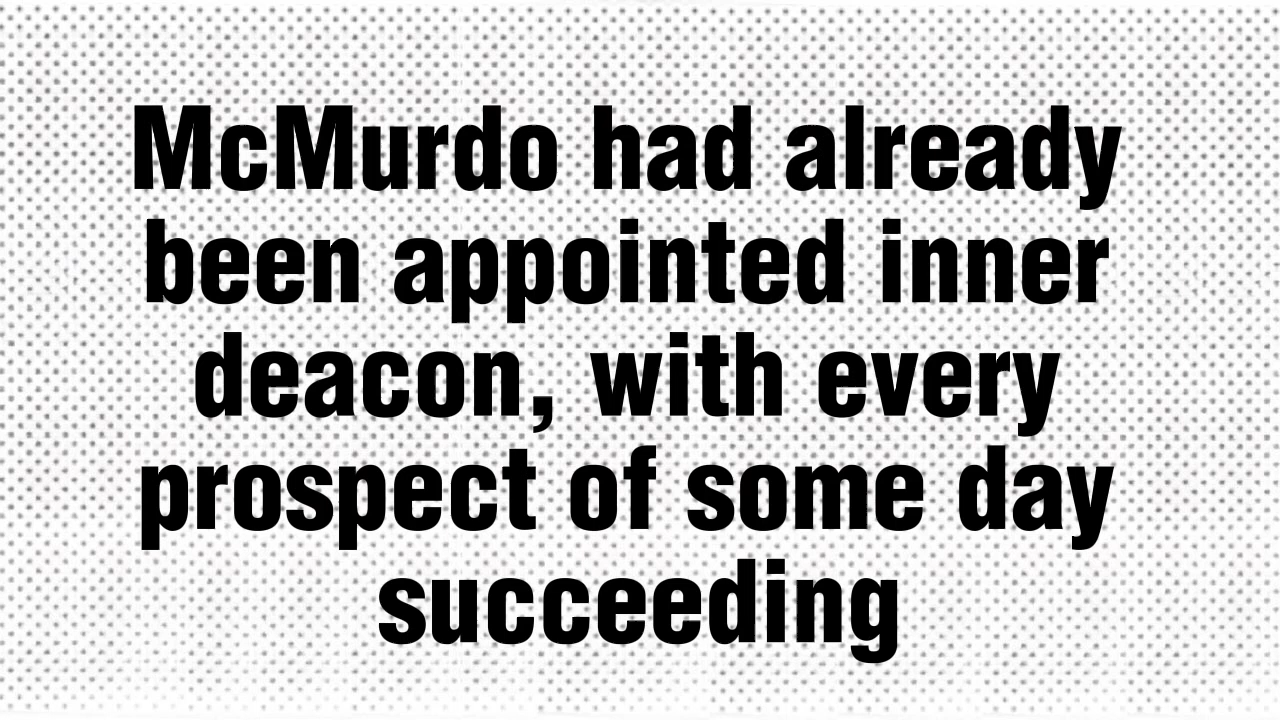 McMurdo had already
been appointed inner
deacon, with every
prospect of some day
succeeding